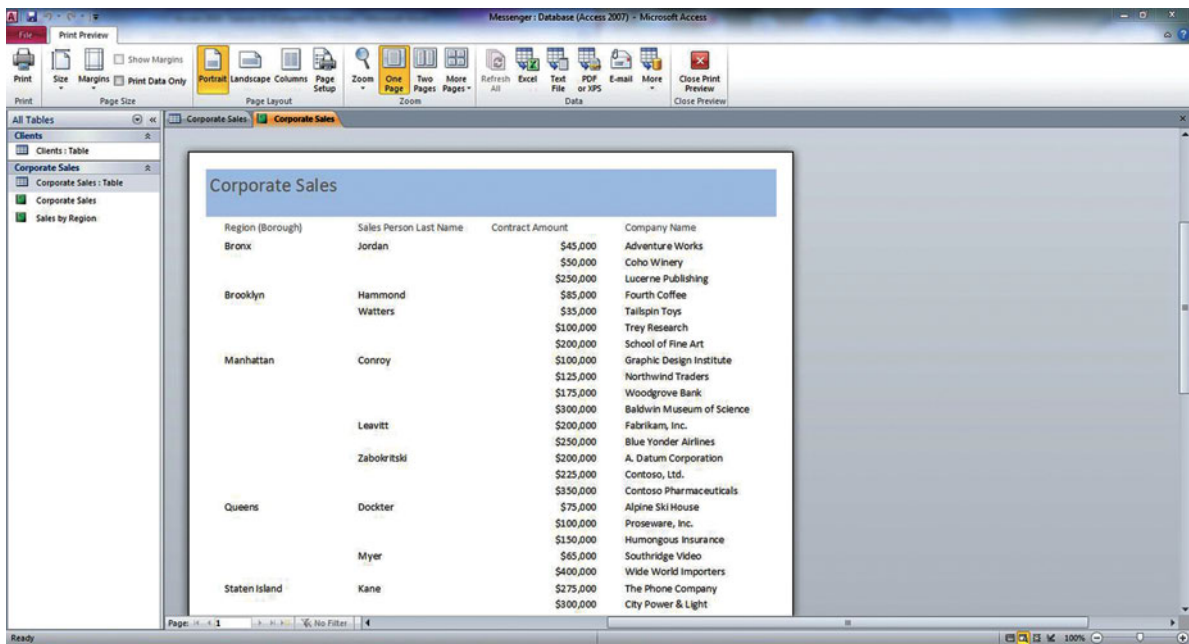 Messenger : Database (Access 2007) - Microsoft Access
File Print Preview
Show Margins
Print Data Only
Print Size Margins Portrait Landscape Columns Page Setup Zoom One Page Two Pages More Pages Refresh All Excel Text File PDF or XPS E-mail More Close Print Preview
Print Page Size Page Layout Zoom Data Close Preview
All Tables
Clients
Clients : Table
Corporate Sales
Corporate Sales : Table
Corporate Sales
Sales by Region
Corporate Sales Corporate Sales
Corporate Sales
Region (Borough) Sales Person Last Name Contract Amount Company Name
Bronx Jordan $45,000 Adventure Works
$50,000 Coho Winery
$250,000 Lucerne Publishing
Brooklyn Hammond $85,000 Fourth Coffee
Watters $35,000 Tailspin Toys
$100,000 Trey Research
$200,000 School of Fine Art
Manhattan Conroy $100,000 Graphic Design Institute
$125,000 Northwind Traders
$175,000 Woodgrove Bank
$300,000 Baldwin Museum of Science
Leavitt $200,000 Fabrikam, Inc.
$250,000 Blue Yonder Airlines
Zabokritski $200,000 A. Datum Corporation
$225,000 Contoso, Ltd.
$350,000 Contoso Pharmaceuticals
Queens Dockter $75,000 Alpine Ski House
$100,000 Proseware, Inc.
$150,000 Humongous Insurance
Myer $65,000 Southridge Video
$400,000 Wide World Importers
Staten Island Kane $275,000 The Phone Company
$300,000 City Power & Light
Page: 1 No Filter
Ready 100%